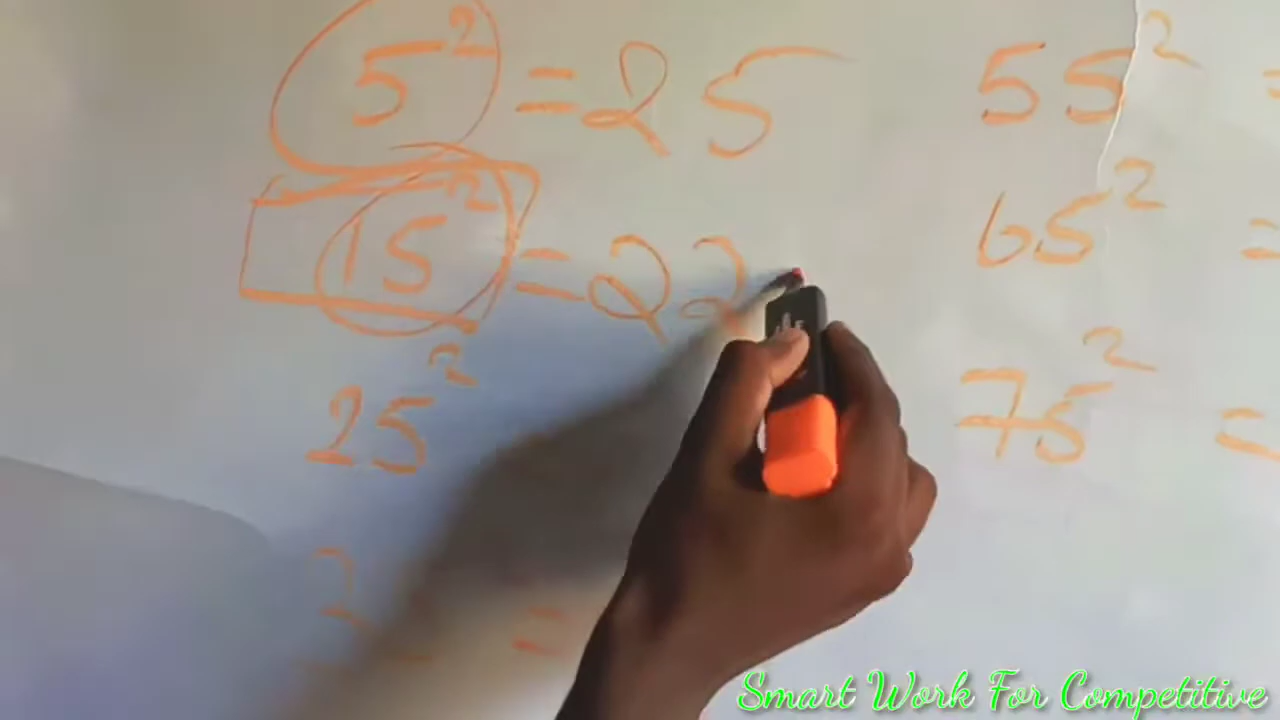 5² = 25
15² = 22
25²
=
55² =
65² =
75² =
Smart Work For Competitive